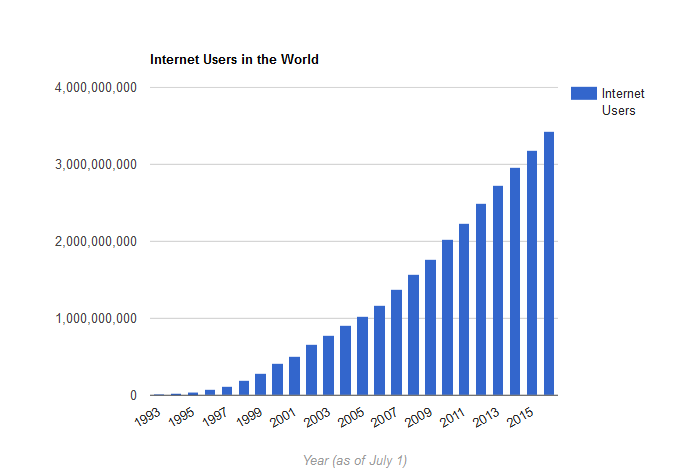 Internet Users in the World
4,000,000,000
3,000,000,000
2,000,000,000
1,000,000,000
0
Internet
Users
1993 1995 1997 1999 2001 2003 2005 2007 2009 2011 2013 2015
Year (as of July 1)